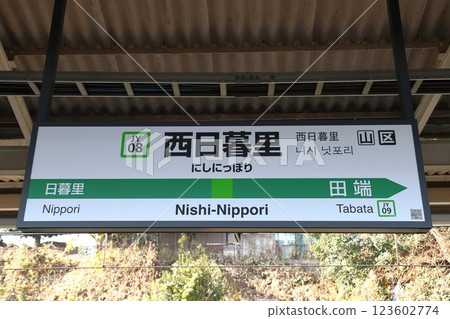 JY
08
西日暮里
にしにっぽり
西日暮里
니시 닛포리
山 区
日暮里
田端
Nippori
Nishi-Nippori
Tabata
JY
09
123602774